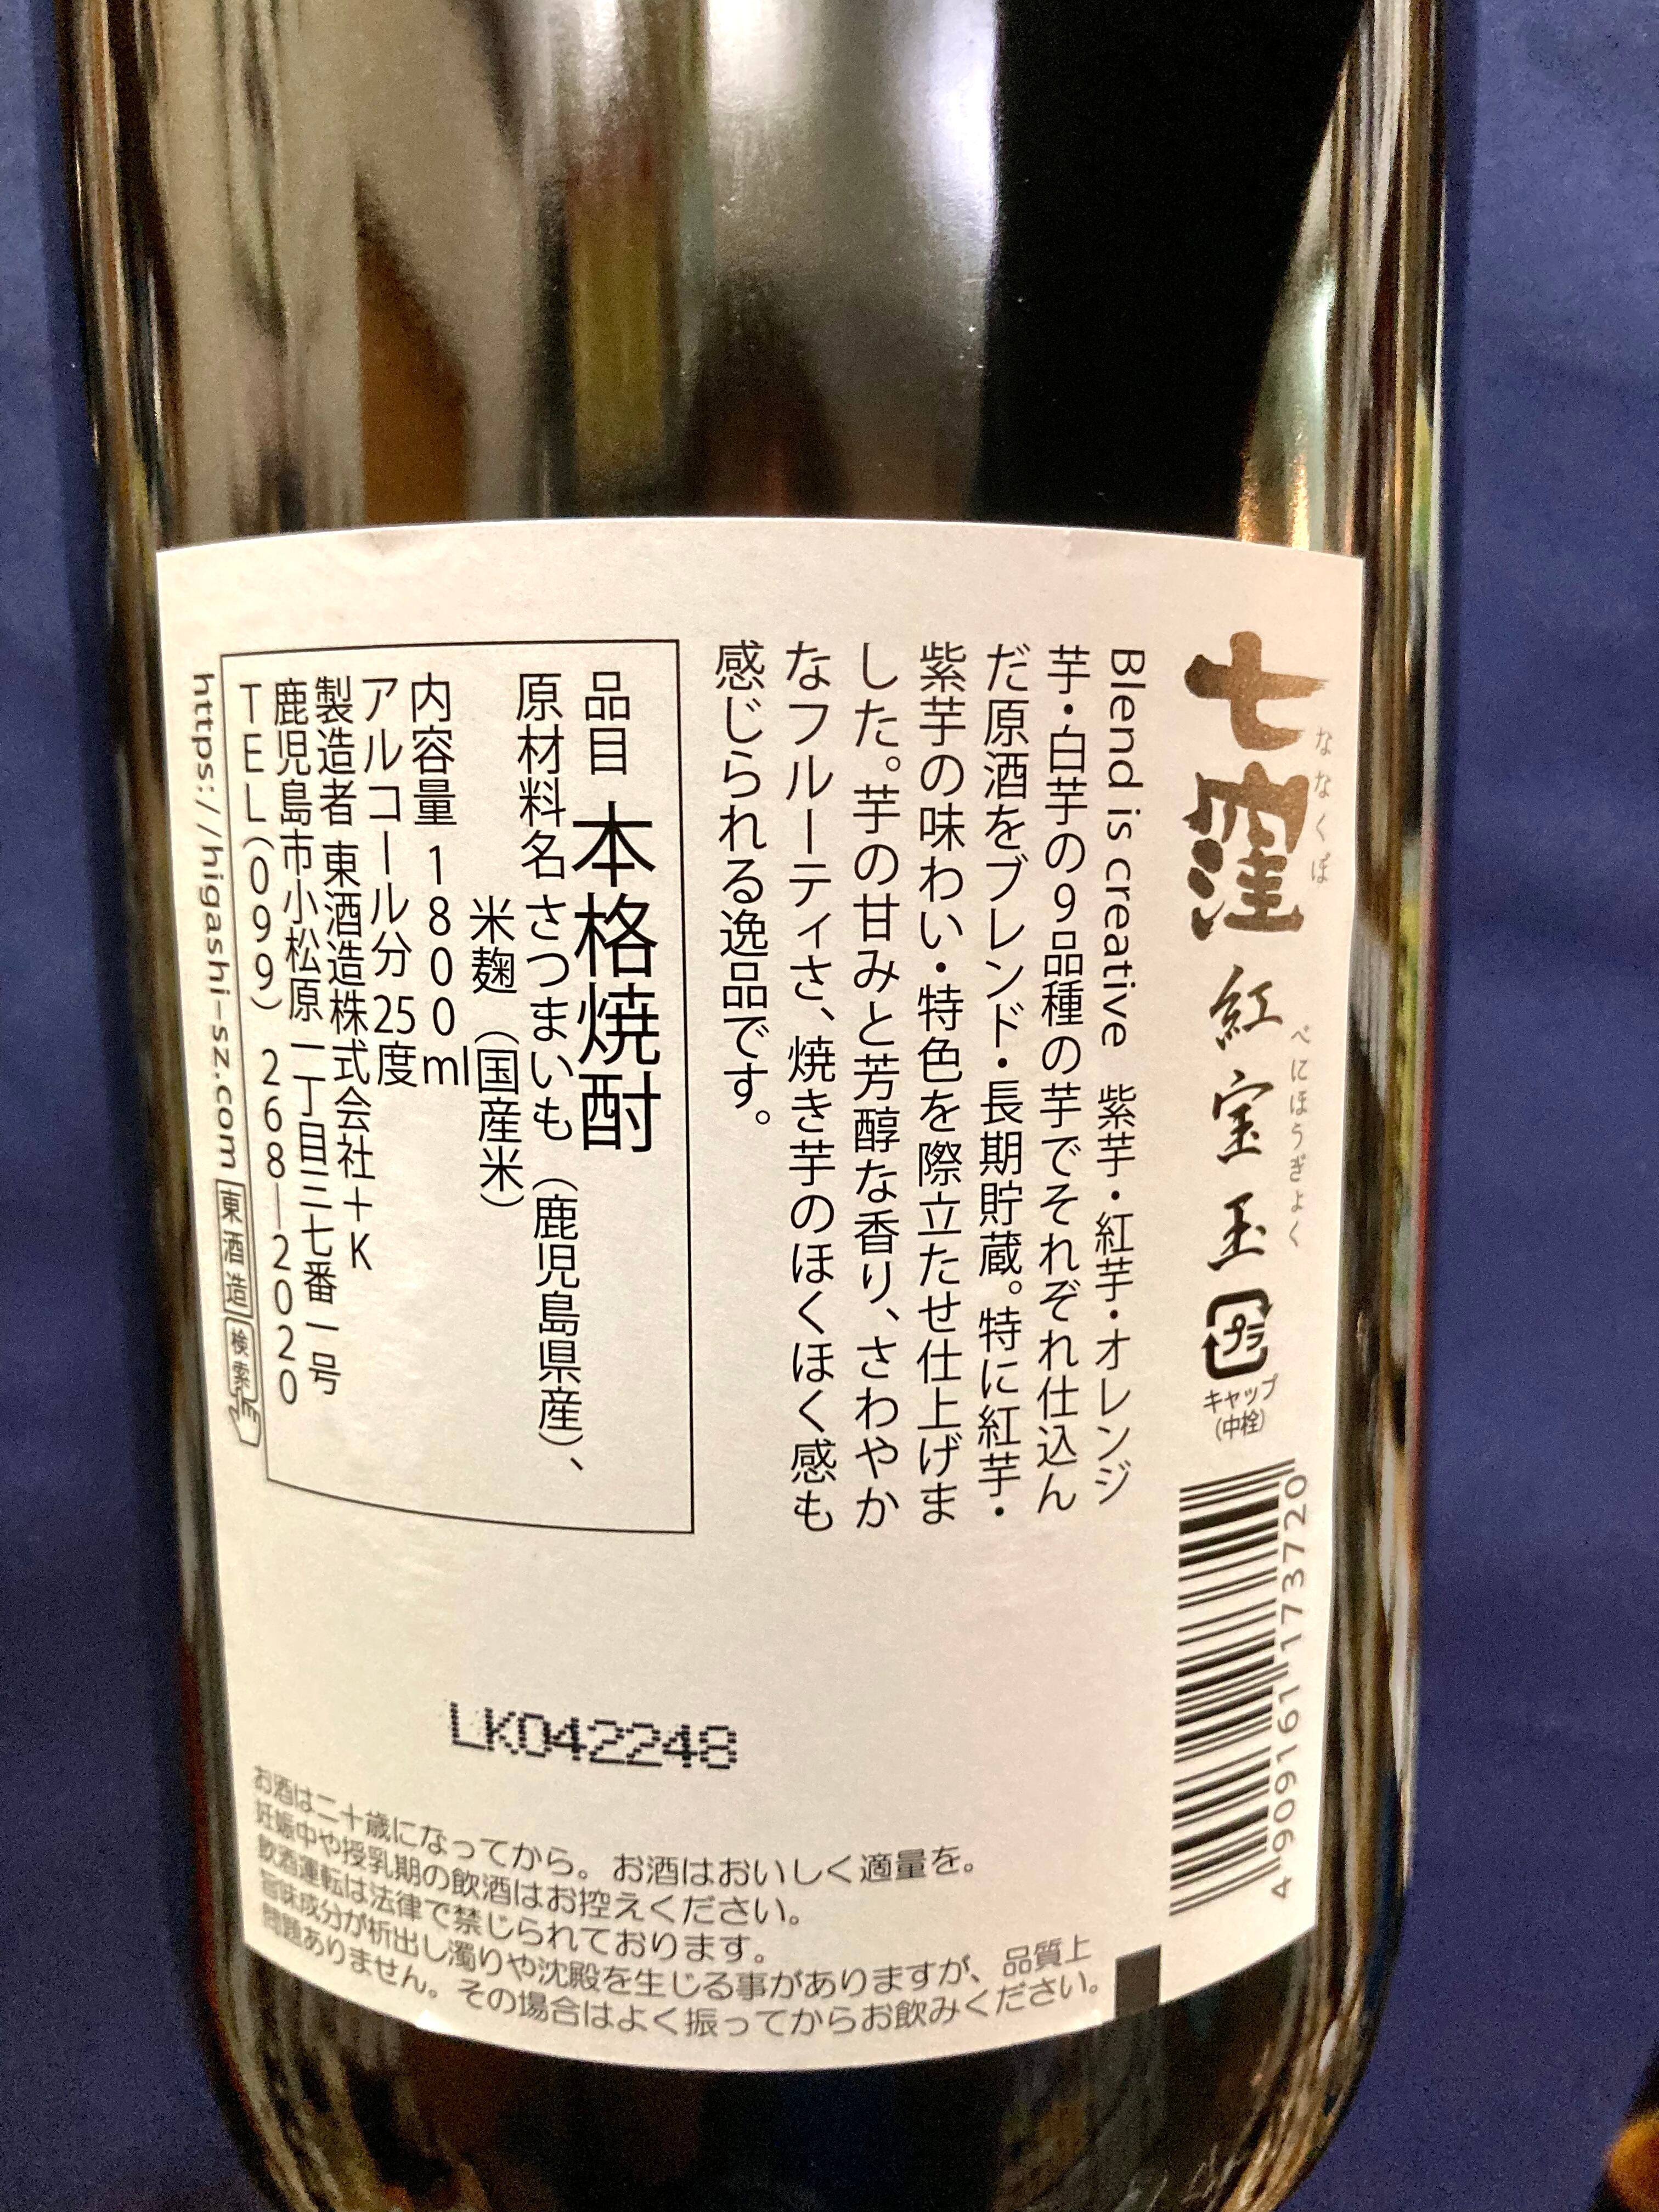 七窪 紅宝玉
ななくぼ
べにほうぎょく
プラ
キャップ
(中栓)
4 909161 173720
Blend is creative 紫芋・紅芋・オレンジ
芋・白芋の9品種の芋でそれぞれ仕込ん
だ原酒をブレンド・長期貯蔵。特に紅芋・
紫芋の味わい・特色を際立たせ仕上げま
した。芋の甘みと芳醇な香り、さわやか
なフルーティさ、焼き芋のほくほく感も
感じられる逸品です。
品目 本格焼酎
原材料名 さつまいも(鹿児島県産)、
米麹(国産米)
内容量 1800ml
アルコール分 25度
製造者 東酒造株式会社+K
鹿児島市小松原一丁目三七番一号
TEL(099)268-2020
https://higashi-sz.com 東酒造 検索
LK042248
お酒は二十歳になってから。お酒はおいしく適量を。
妊娠中や授乳期の飲酒はお控えください。
飲酒運転は法律で禁じられております。
旨味成分が析出し濁りや沈殿を生じる事がありますが、品質上
問題ありません。その場合はよく振ってからお飲みください。